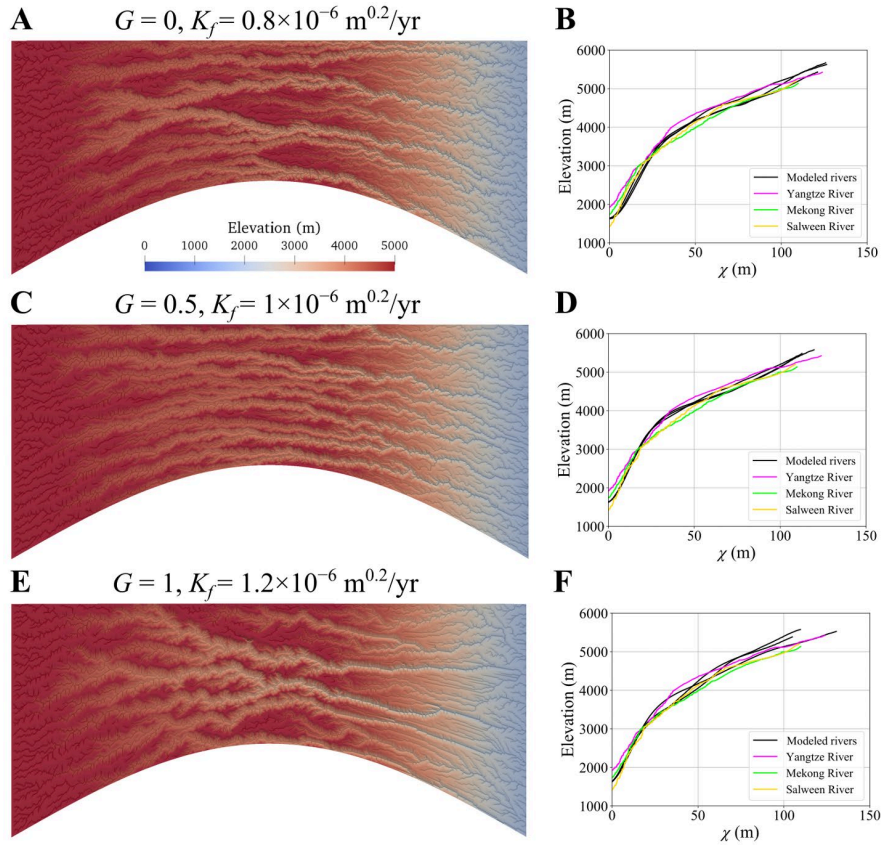 A
G = 0, K_f = 0.8×10⁻⁶ m⁰·²/yr
Elevation (m)
0 1000 2000 3000 4000 5000
B
6000
5000
4000
3000
2000
1000
Elevation (m)
Modeled rivers
Yangtze River
Mekong River
Salween River
0 50 100 150
χ (m)
C
G = 0.5, K_f = 1×10⁻⁶ m⁰·²/yr
D
6000
5000
4000
3000
2000
1000
Elevation (m)
Modeled rivers
Yangtze River
Mekong River
Salween River
0 50 100 150
χ (m)
E
G = 1, K_f = 1.2×10⁻⁶ m⁰·²/yr
F
6000
5000
4000
3000
2000
1000
Elevation (m)
Modeled rivers
Yangtze River
Mekong River
Salween River
0 50 100 150
χ (m)